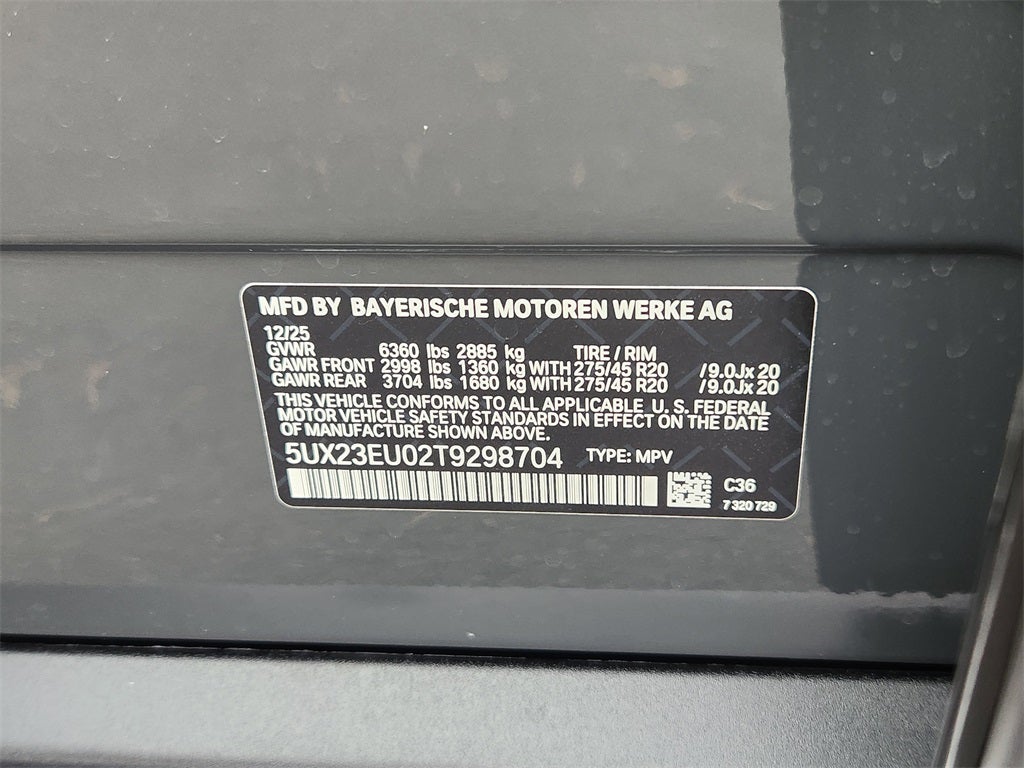 MFD BY BAYERISCHE MOTOREN WERKE AG
12/25
GVWR 6360 lbs 2885 kg TIRE / RIM
GAWR FRONT 2998 lbs 1360 kg WITH 275/45 R20 /9.0Jx 20
GAWR REAR 3704 lbs 1680 kg WITH 275/45 R20 /9.0Jx 20
THIS VEHICLE CONFORMS TO ALL APPLICABLE U. S. FEDERAL
MOTOR VEHICLE SAFETY STANDARDS IN EFFECT ON THE DATE
OF MANUFACTURE SHOWN ABOVE.
5UX23EU02T9298704 TYPE: MPV
C36
7 320 729